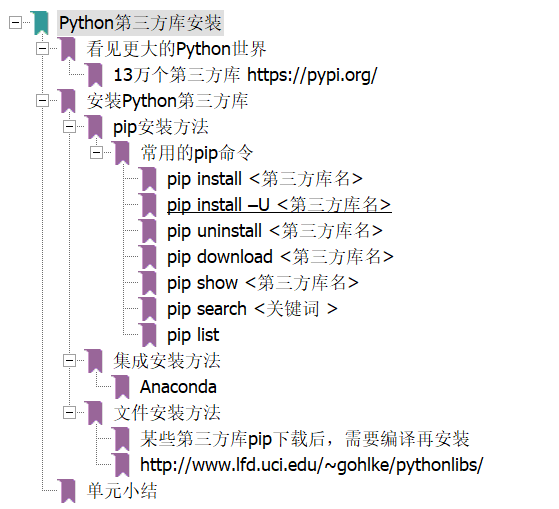 Python第三方库安装
看见更大的Python世界
13万个第三方库 https://pypi.org/
安装Python第三方库
pip安装方法
常用的pip命令
pip install <第三方库名>
pip install –U <第三方库名>
pip uninstall <第三方库名>
pip download <第三方库名>
pip show <第三方库名>
pip search <关键词 >
pip list
集成安装方法
Anaconda
文件安装方法
某些第三方库pip下载后，需要编译再安装
http://www.lfd.uci.edu/~gohlke/pythonlibs/
单元小结